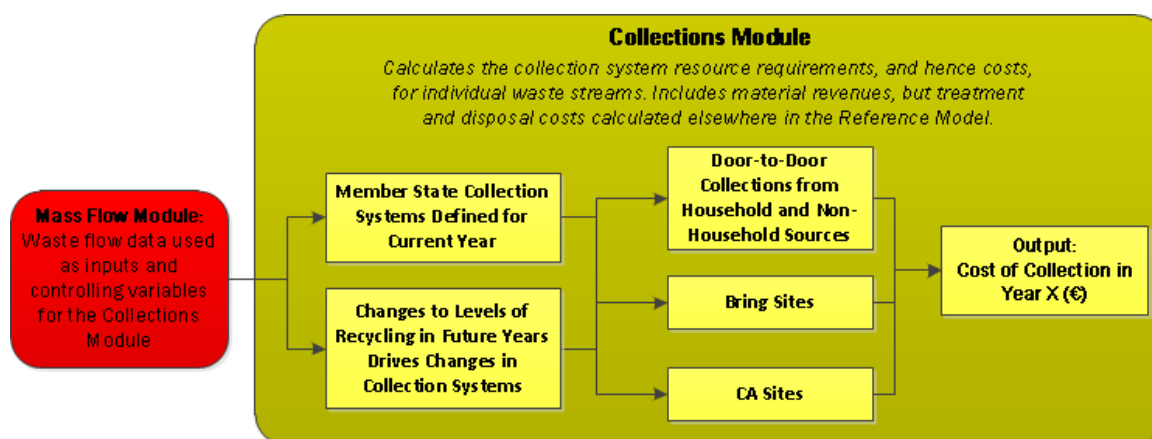 Collections Module
Calculates the collection system resource requirements, and hence costs,
for individual waste streams. Includes material revenues, but treatment
and disposal costs calculated elsewhere in the Reference Model.
Mass Flow Module:
Waste flow data used
as inputs and
controlling variables
for the Collections
Module
Member State Collection
Systems Defined for
Current Year
Changes to Levels of
Recycling in Future Years
Drives Changes in
Collection Systems
Door-to-Door
Collections from
Household and Non-
Household Sources
Bring Sites
CA Sites
Output:
Cost of Collection in
Year X (€)